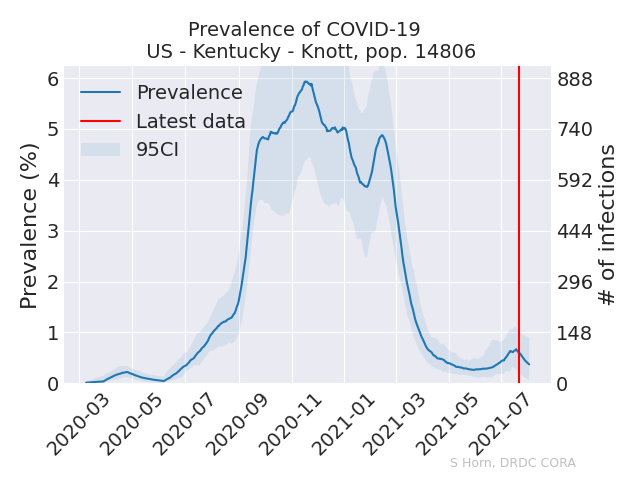 Prevalence of COVID-19
US - Kentucky - Knott, pop. 14806
Prevalence
Latest data
95CI
Prevalence (%)
6
5
4
3
2
1
0
888
740
592
444
296
148
0
# of infections
2020-03
2020-05
2020-07
2020-09
2020-11
2021-01
2021-03
2021-05
2021-07
S Horn, DRDC CORA